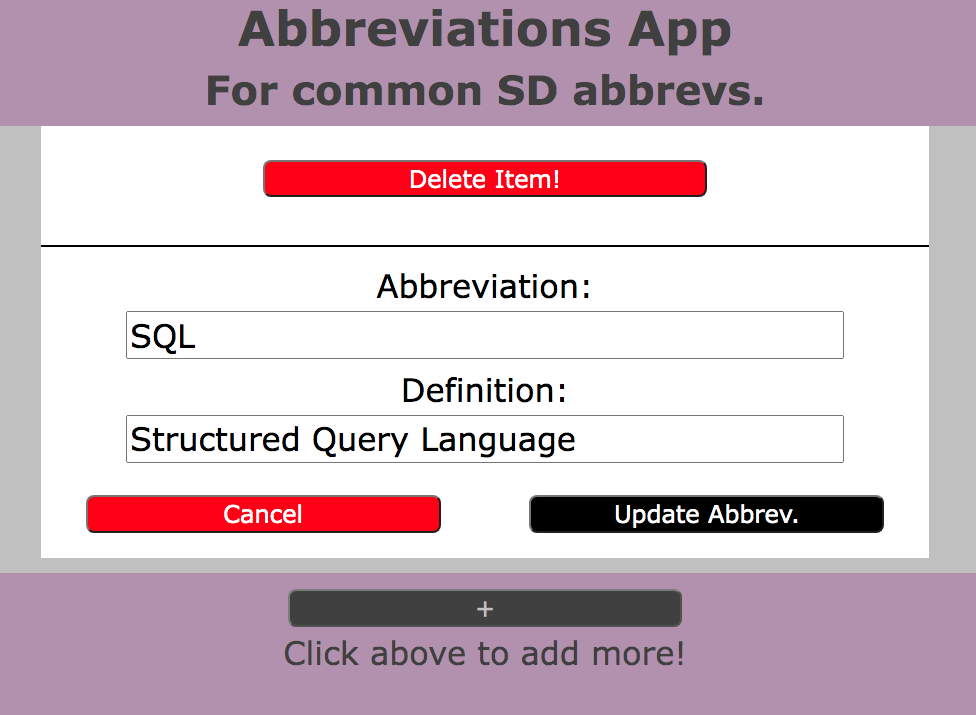 Abbreviations App
For common SD abbrevs.
Delete Item!
Abbreviation:
SQL
Definition:
Structured Query Language
Cancel Update Abbrev.
+
Click above to add more!